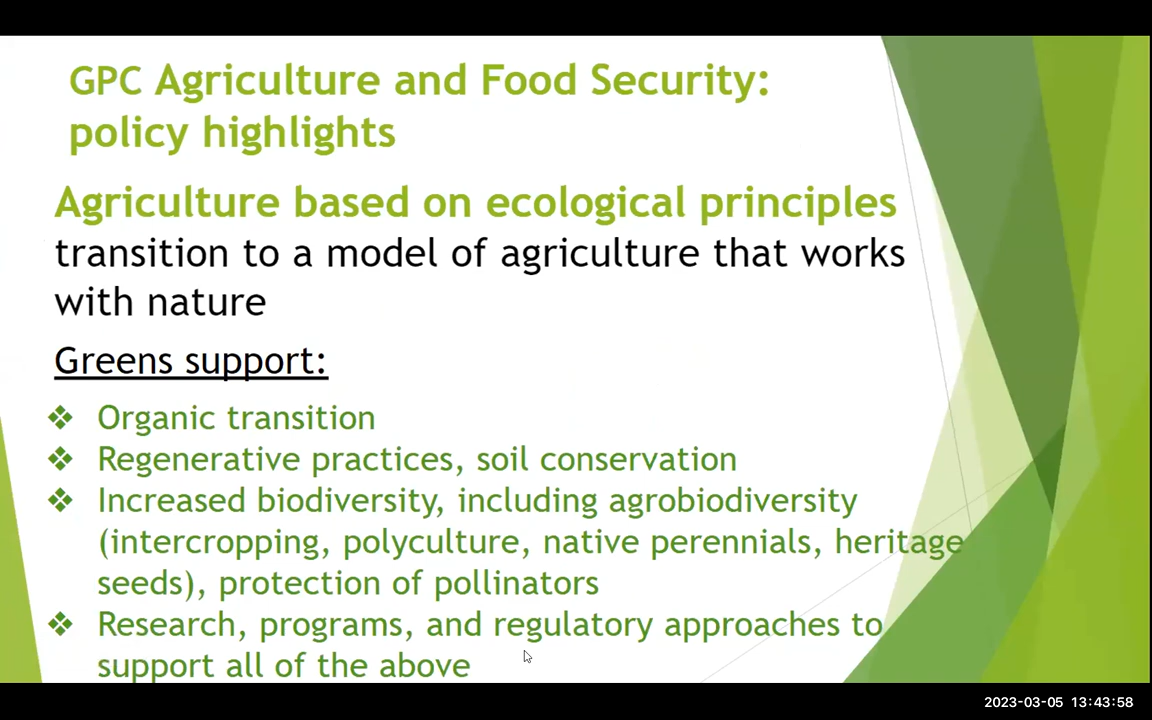 GPC Agriculture and Food Security:
policy highlights
Agriculture based on ecological principles
transition to a model of agriculture that works
with nature
Greens support:
❖ Organic transition
❖ Regenerative practices, soil conservation
❖ Increased biodiversity, including agrobiodiversity
(intercropping, polyculture, native perennials, heritage
seeds), protection of pollinators
❖ Research, programs, and regulatory approaches to
support all of the above
2023-03-05 13:43:58